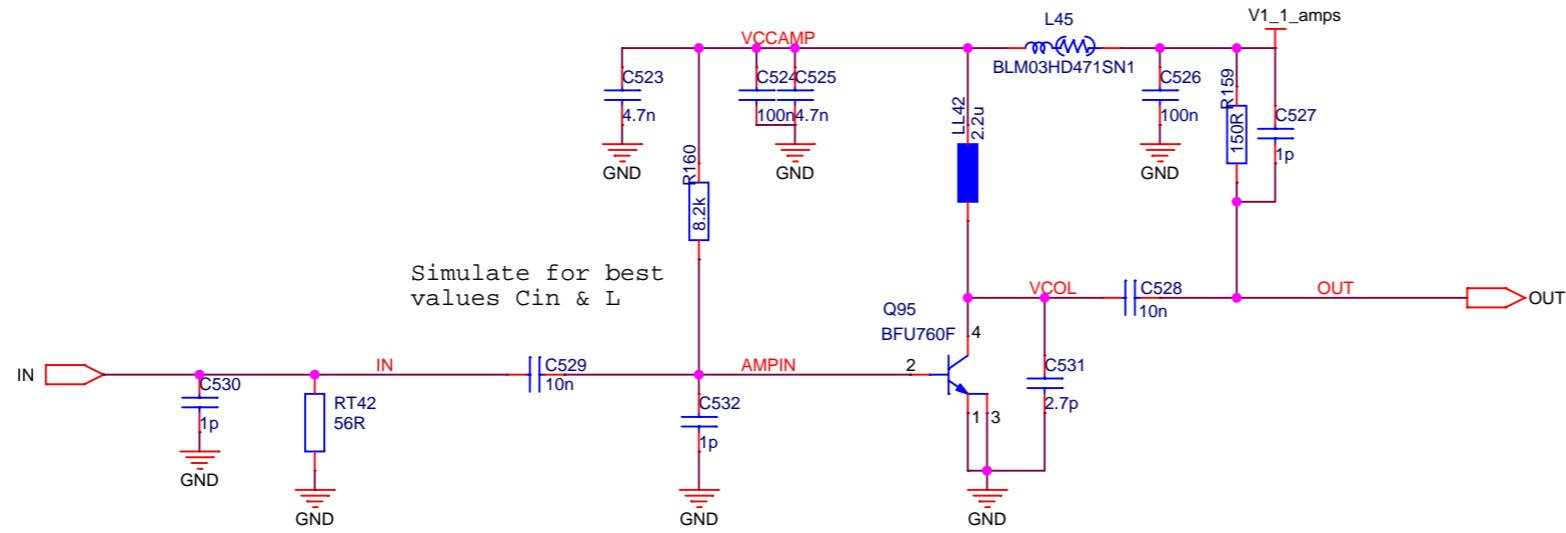 V1_1_amps
L45
VCCAMP
BLM03HD471SN1
C523
4.7n
C524
100n
C525
4.7n
C526
100n
R159
150R
C527
1p
LL42
2.2u
GND
GND
GND
R160
8.2k
Simulate for best
values Cin & L
VCOL
C528
10n
OUT
OUT
Q95
BFU760F
4
IN
IN
C529
10n
AMPIN
2
C530
1p
RT42
56R
C532
1p
1
3
C531
2.7p
GND
GND
GND
GND